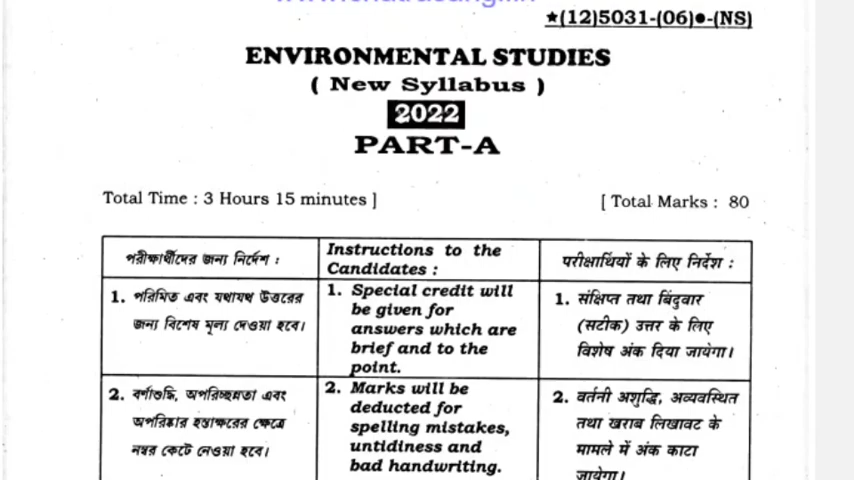 ★(12)5031-(06)●-(NS)
ENVIRONMENTAL STUDIES
( New Syllabus )
2022
PART-A
Total Time : 3 Hours 15 minutes ]
[ Total Marks : 80
পরীক্ষার্থীদের জন্য নির্দেশ :
Instructions to the
Candidates :
परीक्षार्थियों के लिए निर्देश :
1. পরিমিত এবং যথাযথ উত্তরের
জন্য বিশেষ মূল্য দেওয়া হবে।
1. Special credit will
be given for
answers which are
brief and to the
point.
1. संक्षिप्त तथा बिंदुवार
(सटीक) उत्तर के लिए
विशेष अंक दिया जायेगा।
2. বর্ণাশুদ্ধি, অপরিচ্ছন্নতা এবং
অপরিষ্কার হস্তাক্ষরের ক্ষেত্রে
নম্বর কেটে নেওয়া হবে।
2. Marks will be
deducted for
spelling mistakes,
untidiness and
bad handwriting.
2. वर्तनी अशुद्धि, अव्यवस्थित
तथा खराब लिखावट के
मामले में अंक काटा
जायेगा।